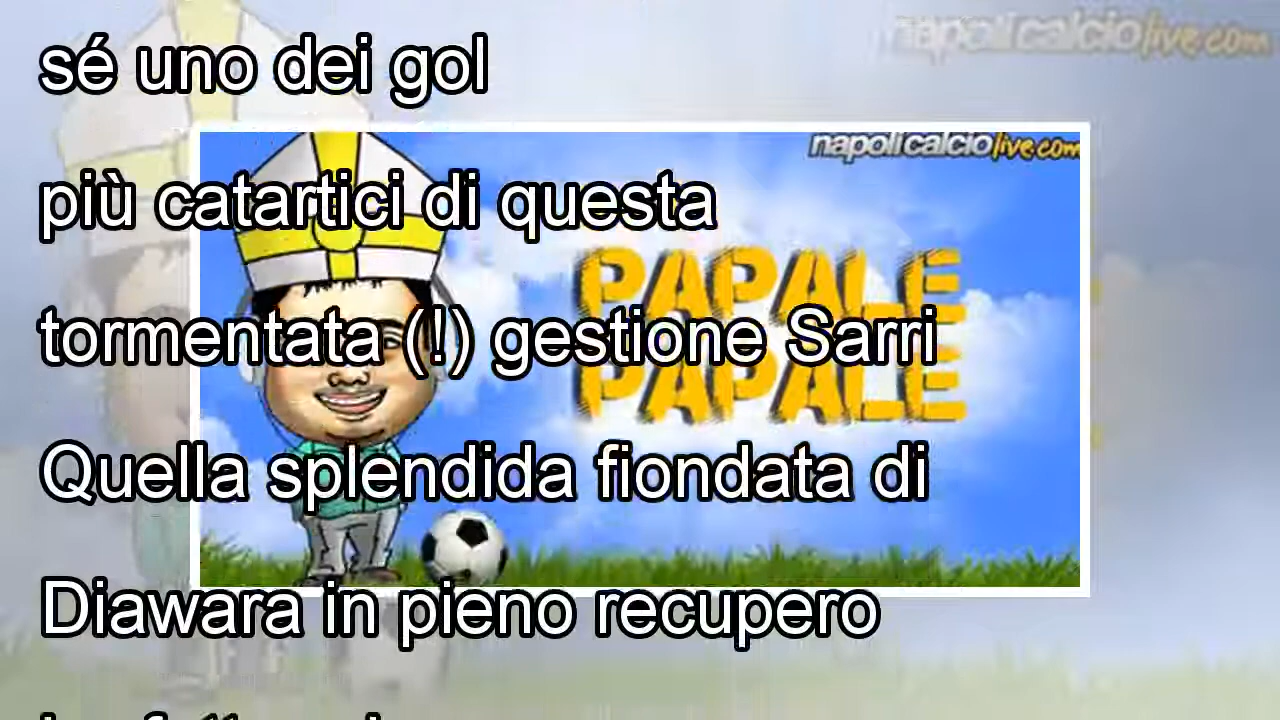 napolicalciolive.com
sé uno dei gol
napolicalciolive.com
più catartici di questa
PAPALE
tormentata (!) gestione Sarri
PAPALE
Quella splendida fiondata di
Diawara in pieno recupero